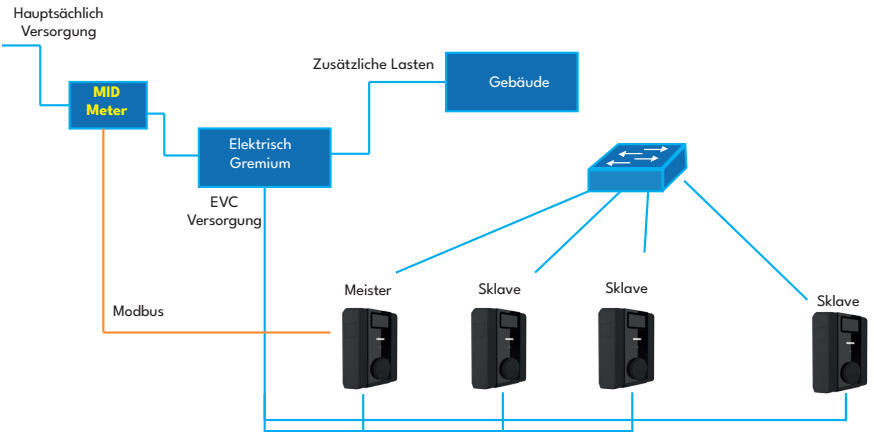 Hauptsächlich
Versorgung
Zusätzliche Lasten
Gebäude
MID
Meter
Elektrisch
Gremium
EVC
Versorgung
Meister
Sklave
Sklave
Sklave
Modbus